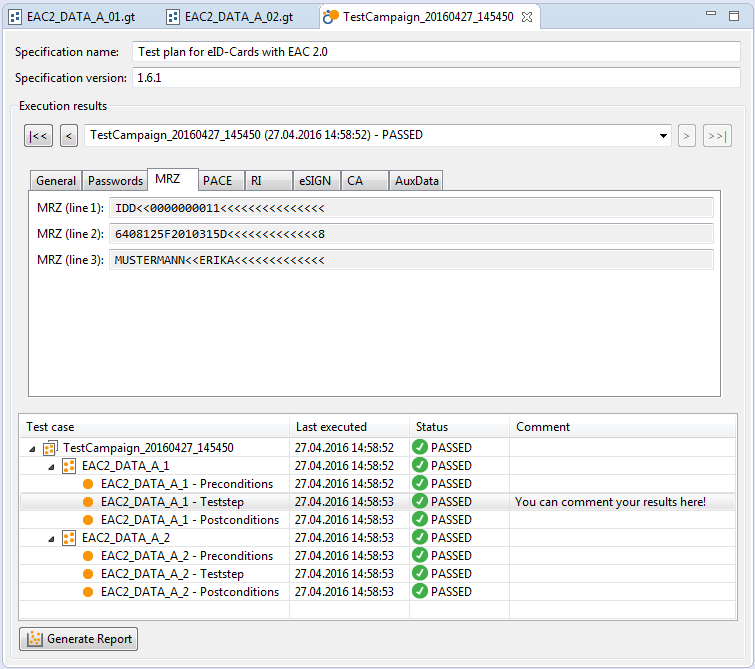 EAC2_DATA_A_01.gt EAC2_DATA_A_02.gt TestCampaign_20160427_145450
Specification name: Test plan for eID-Cards with EAC 2.0
Specification version: 1.6.1
Execution results
|<< < TestCampaign_20160427_145450 (27.04.2016 14:58:52) - PASSED > >>|
General Passwords MRZ PACE RI eSIGN CA AuxData
MRZ (line 1): IDD<<0000000011<<<<<<<<<<<<<<<
MRZ (line 2): 6408125F2010315D<<<<<<<<<<<<<8
MRZ (line 3): MUSTERMANN<<ERIKA<<<<<<<<<<<<<
Test case Last executed Status Comment
TestCampaign_20160427_145450 27.04.2016 14:58:52 PASSED
EAC2_DATA_A_1 27.04.2016 14:58:52 PASSED
EAC2_DATA_A_1 - Preconditions 27.04.2016 14:58:52 PASSED
EAC2_DATA_A_1 - Teststep 27.04.2016 14:58:53 PASSED You can comment your results here!
EAC2_DATA_A_1 - Postconditions 27.04.2016 14:58:53 PASSED
EAC2_DATA_A_2 27.04.2016 14:58:53 PASSED
EAC2_DATA_A_2 - Preconditions 27.04.2016 14:58:53 PASSED
EAC2_DATA_A_2 - Teststep 27.04.2016 14:58:53 PASSED
EAC2_DATA_A_2 - Postconditions 27.04.2016 14:58:53 PASSED
Generate Report